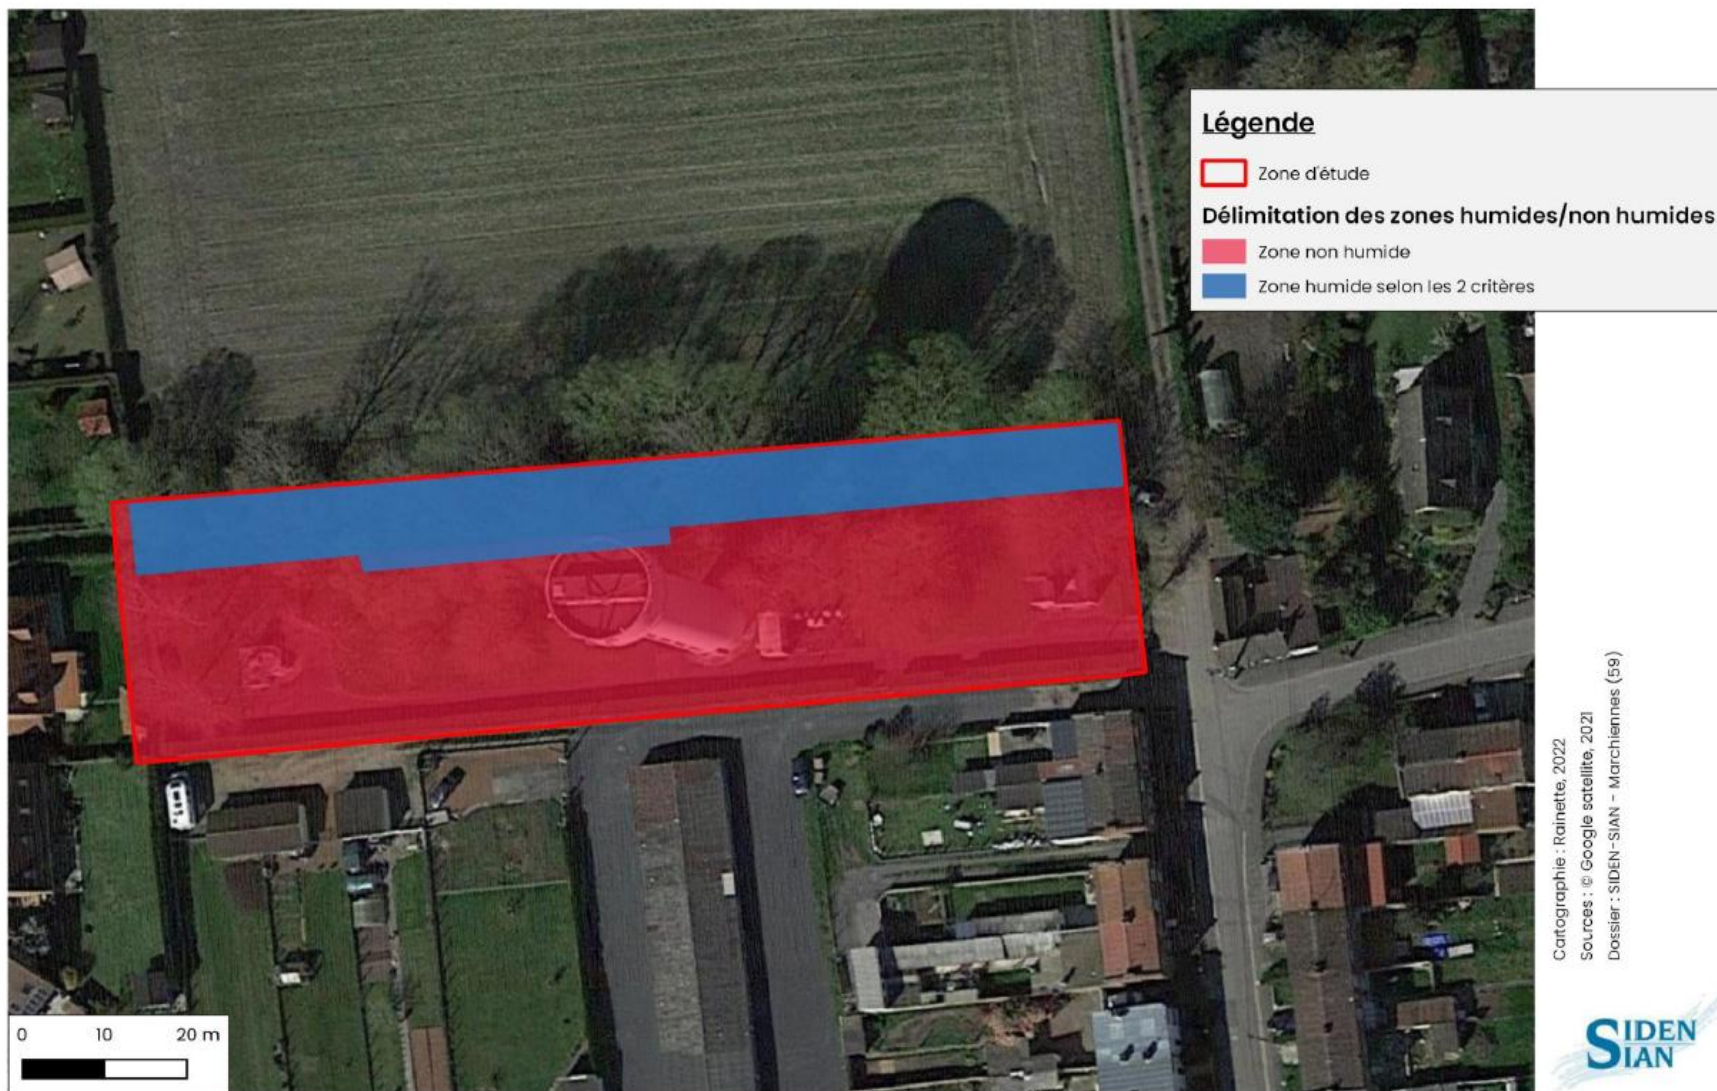 Légende
Zone d'étude
Délimitation des zones humides/non humides
Zone non humide
Zone humide selon les 2 critères
Cartographie : Rainette, 2022
Sources : © Google satellite, 2021
Dossier : SIDEN-SIAN - Marchiennes (59)
0 10 20 m
SIDEN
SIAN